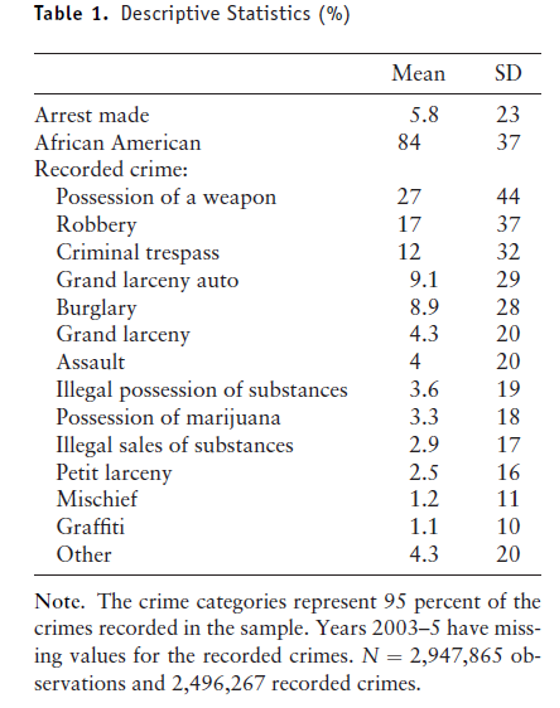 Table 1. Descriptive Statistics (%)
Mean SD
Arrest made 5.8 23
African American 84 37
Recorded crime:
Possession of a weapon 27 44
Robbery 17 37
Criminal trespass 12 32
Grand larceny auto 9.1 29
Burglary 8.9 28
Grand larceny 4.3 20
Assault 4 20
Illegal possession of substances 3.6 19
Possession of marijuana 3.3 18
Illegal sales of substances 2.9 17
Petit larceny 2.5 16
Mischief 1.2 11
Graffiti 1.1 10
Other 4.3 20
Note. The crime categories represent 95 percent of the
crimes recorded in the sample. Years 2003–5 have miss-
ing values for the recorded crimes. N = 2,947,865 ob-
servations and 2,496,267 recorded crimes.